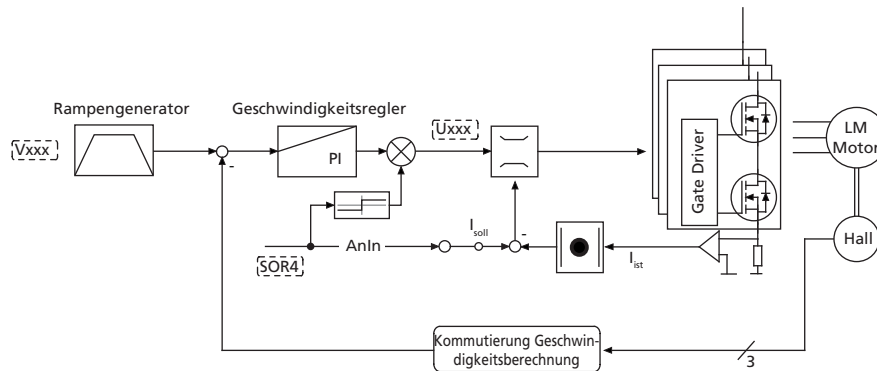 Rampengenerator
Geschwindigkeitsregler
Vxxx
PI
Uxxx
Gate Driver
LM
Motor
Hall
SOR4
AnIn
Isoll
-
-
Iist
Kommutierung Geschwin-
digkeitsberechnung
3